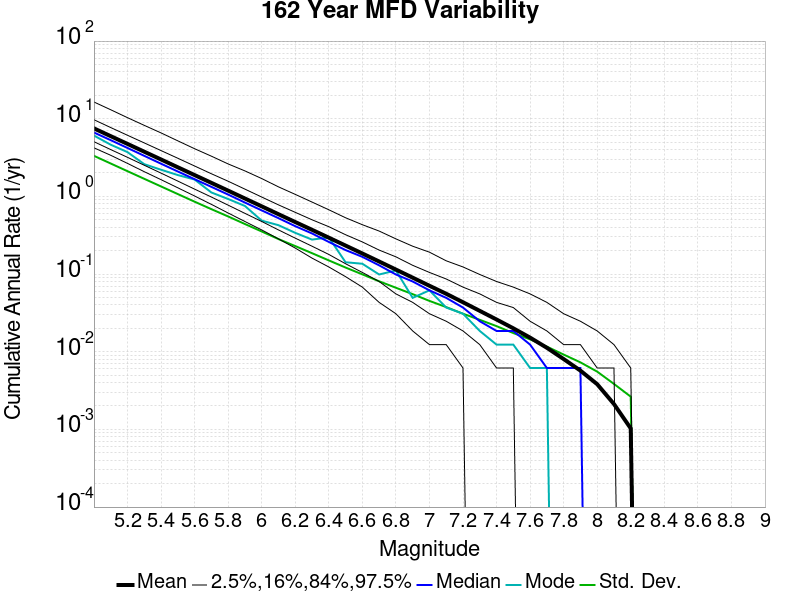 162 Year MFD Variability
10^2
10^1
10^0
10^-1
10^-2
10^-3
10^-4
Cumulative Annual Rate (1/yr)
5.2 5.4 5.6 5.8 6 6.2 6.4 6.6 6.8 7 7.2 7.4 7.6 7.8 8 8.2 8.4 8.6 8.8 9
Magnitude
Mean 2.5%,16%,84%,97.5% Median Mode Std. Dev.